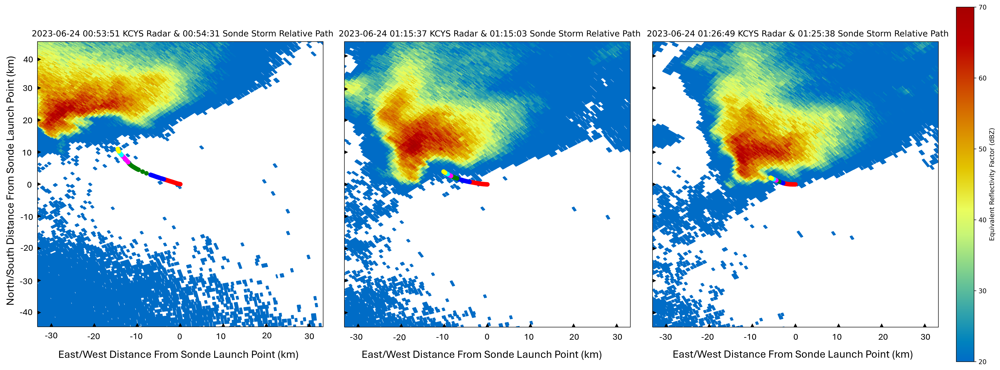 2023-06-24 00:53:51 KCYS Radar & 00:54:31 Sonde Storm Relative Path
2023-06-24 01:15:37 KCYS Radar & 01:15:03 Sonde Storm Relative Path
2023-06-24 01:26:49 KCYS Radar & 01:25:38 Sonde Storm Relative Path
North/South Distance From Sonde Launch Point (km)
40
30
20
10
0
-10
-20
-30
-40
-30 -20 -10 0 10 20 30
-30 -20 -10 0 10 20 30
-30 -20 -10 0 10 20 30
East/West Distance From Sonde Launch Point (km)
East/West Distance From Sonde Launch Point (km)
East/West Distance From Sonde Launch Point (km)
70
60
50
40
30
20
Equivalent Reflectivity Factor (dBZ)